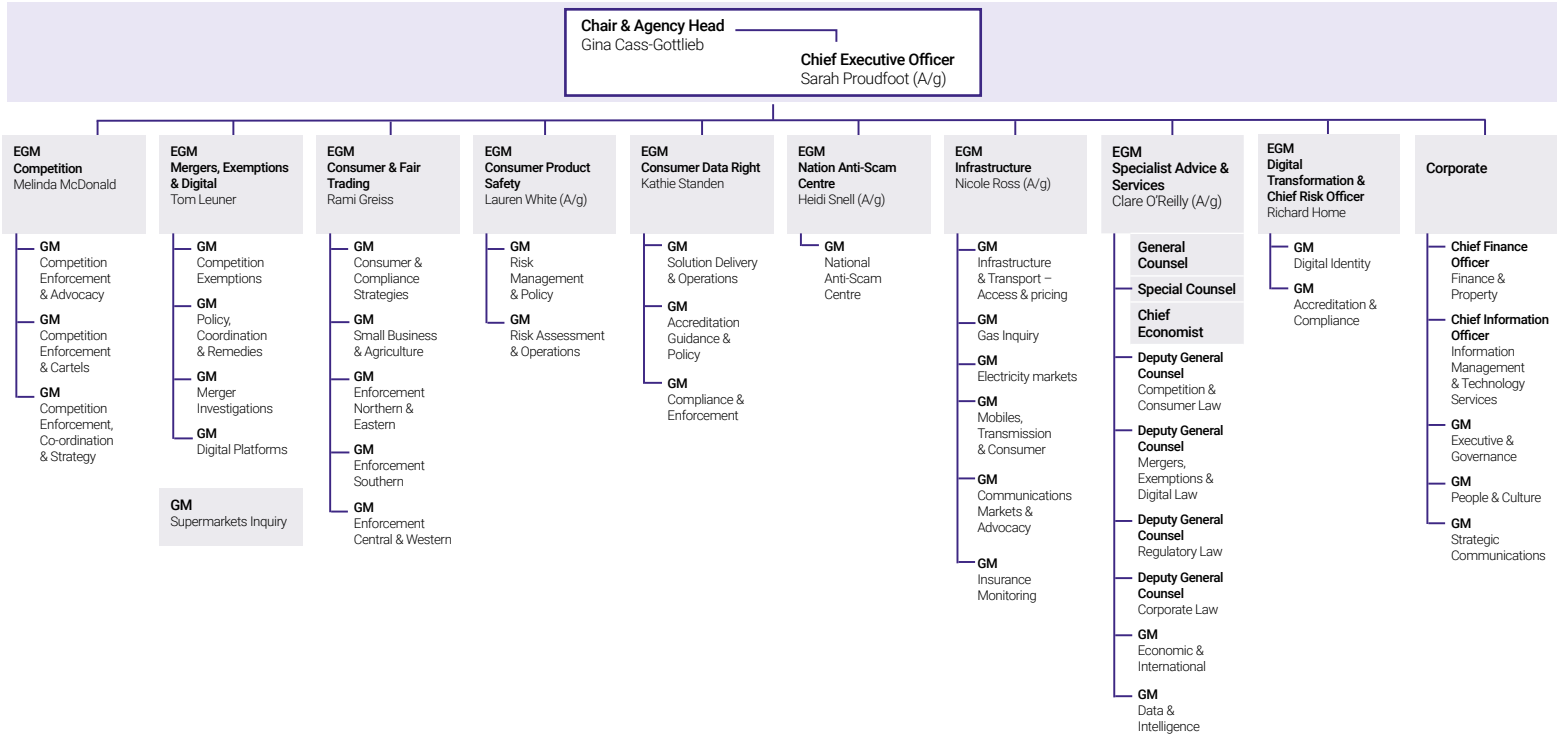 Chair & Agency Head
Gina Cass-Gottlieb
Chief Executive Officer
Sarah Proudfoot (A/g)
EGM
Competition
Melinda McDonald
GM
Competition
Enforcement
& Advocacy
GM
Competition
Enforcement
& Cartels
GM
Competition
Enforcement,
Co-ordination
& Strategy
EGM
Mergers, Exemptions
& Digital
Tom Leuner
GM
Competition
Exemptions
GM
Policy,
Coordination
& Remedies
GM
Merger
Investigations
GM
Digital Platforms
GM
Supermarkets Inquiry
EGM
Consumer & Fair
Trading
Rami Greiss
GM
Consumer &
Compliance
Strategies
GM
Small Business
& Agriculture
GM
Enforcement
Northern &
Eastern
GM
Enforcement
Southern
GM
Enforcement
Central & Western
EGM
Consumer Product
Safety
Lauren White (A/g)
GM
Risk
Management
& Policy
GM
Risk Assessment
& Operations
EGM
Consumer Data Right
Kathie Standen
GM
Solution Delivery
& Operations
GM
Accreditation
Guidance &
Policy
GM
Compliance &
Enforcement
EGM
Nation Anti-Scam
Centre
Heidi Snell (A/g)
GM
National
Anti-Scam
Centre
EGM
Infrastructure
Nicole Ross (A/g)
GM
Infrastructure
& Transport –
Access & pricing
GM
Gas Inquiry
GM
Electricity markets
GM
Mobiles,
Transmission
& Consumer
GM
Communications
Markets &
Advocacy
GM
Insurance
Monitoring
EGM
Specialist Advice &
Services
Clare O'Reilly (A/g)
General
Counsel
Special Counsel
Chief
Economist
Deputy General
Counsel
Competition &
Consumer Law
Deputy General
Counsel
Mergers,
Exemptions &
Digital Law
Deputy General
Counsel
Regulatory Law
Deputy General
Counsel
Corporate Law
GM
Economic &
International
GM
Data &
Intelligence
EGM
Digital
Transformation &
Chief Risk Officer
Richard Home
GM
Digital Identity
GM
Accreditation &
Compliance
Corporate
Chief Finance
Officer
Finance &
Property
Chief Information
Officer
Information
Management
& Technology
Services
GM
Executive &
Governance
GM
People & Culture
GM
Strategic
Communications